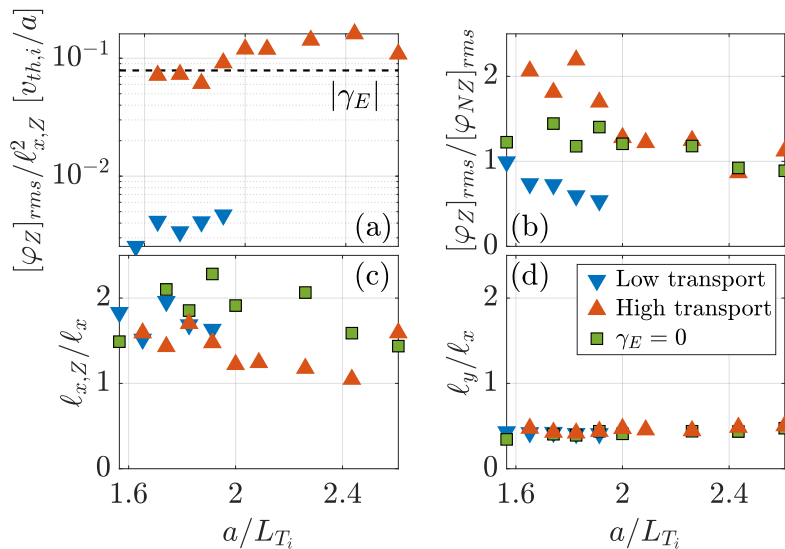 [φ_Z]_{rms}/ℓ²_{x,Z} [v_{th,i}/a]
10⁻¹
10⁻²
|γ_E|
(a)
[φ_Z]_{rms}/[φ_{NZ}]_{rms}
2
1
0
(b)
ℓ_{x,Z}/ℓ_x
2
1
0
(c)
1.6
2
2.4
a/L_{T_i}
ℓ_y/ℓ_x
2
1
0
(d)
Low transport
High transport
γ_E = 0
1.6
2
2.4
a/L_{T_i}